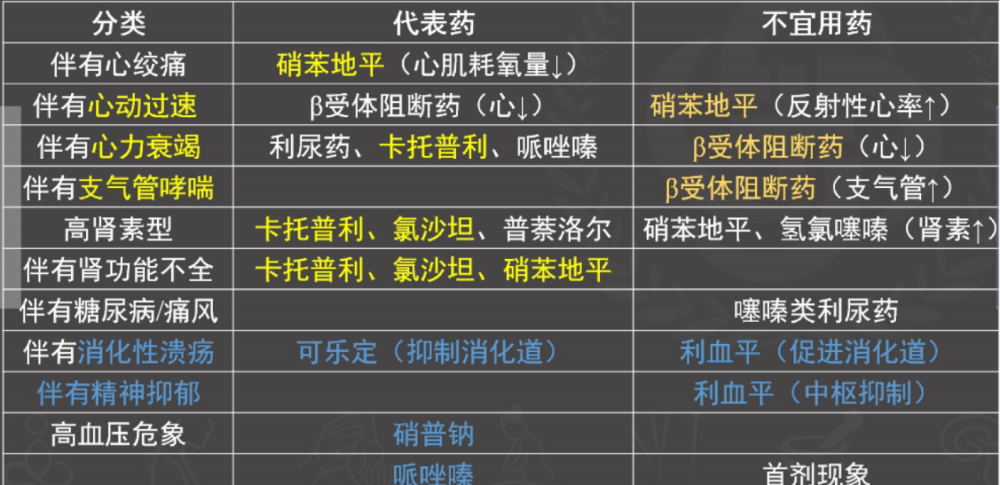 分类 代表药 不宜用药
伴有心绞痛 硝苯地平（心肌耗氧量↓）
伴有心动过速 β受体阻断药（心↓） 硝苯地平（反射性心率↑）
伴有心力衰竭 利尿药、卡托普利、哌唑嗪 β受体阻断药（心↓）
伴有支气管哮喘 β受体阻断药（支气管↑）
高肾素型 卡托普利、氯沙坦、普萘洛尔 硝苯地平、氢氯噻嗪（肾素↑）
伴有肾功能不全 卡托普利、氯沙坦、硝苯地平
伴有糖尿病/痛风 噻嗪类利尿药
伴有消化性溃疡 可乐定（抑制消化道） 利血平（促进消化道）
伴有精神抑郁 利血平（中枢抑制）
高血压危象 硝普钠
哌唑嗪 首剂现象